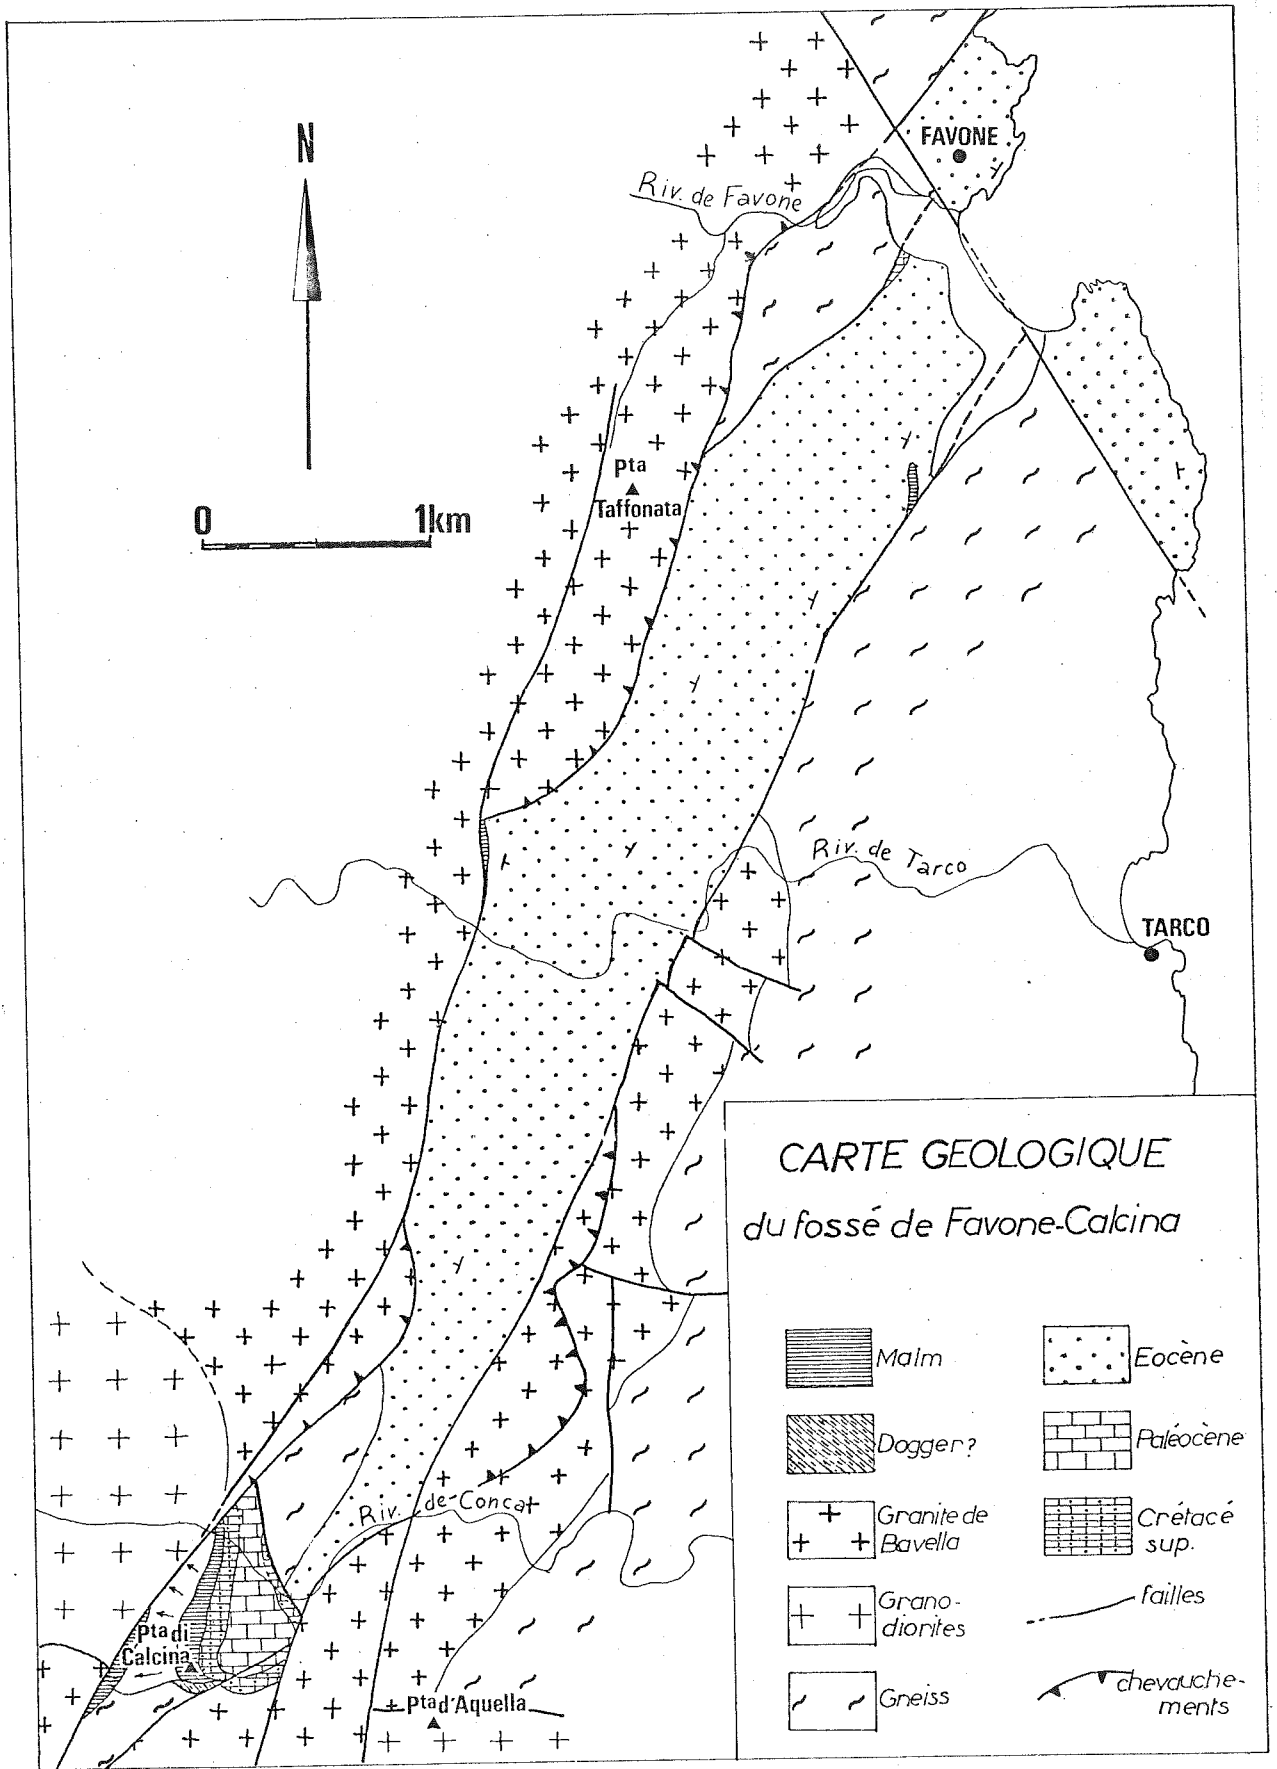 N
0 1km
FAVONE
Riv. de Favone
Pta
Taffonata
Riv. de Tarco
TARCO
Riv. de Conca
Pta di
Calcina
Pta d'Aquella
CARTE GEOLOGIQUE
du fossé de Favone-Calcina
Malm
Dogger?
Granite de
Bavella
Grano-
diorites
Gneiss
Eocène
Paléocène
Crétacé
sup.
failles
chevauche-
ments